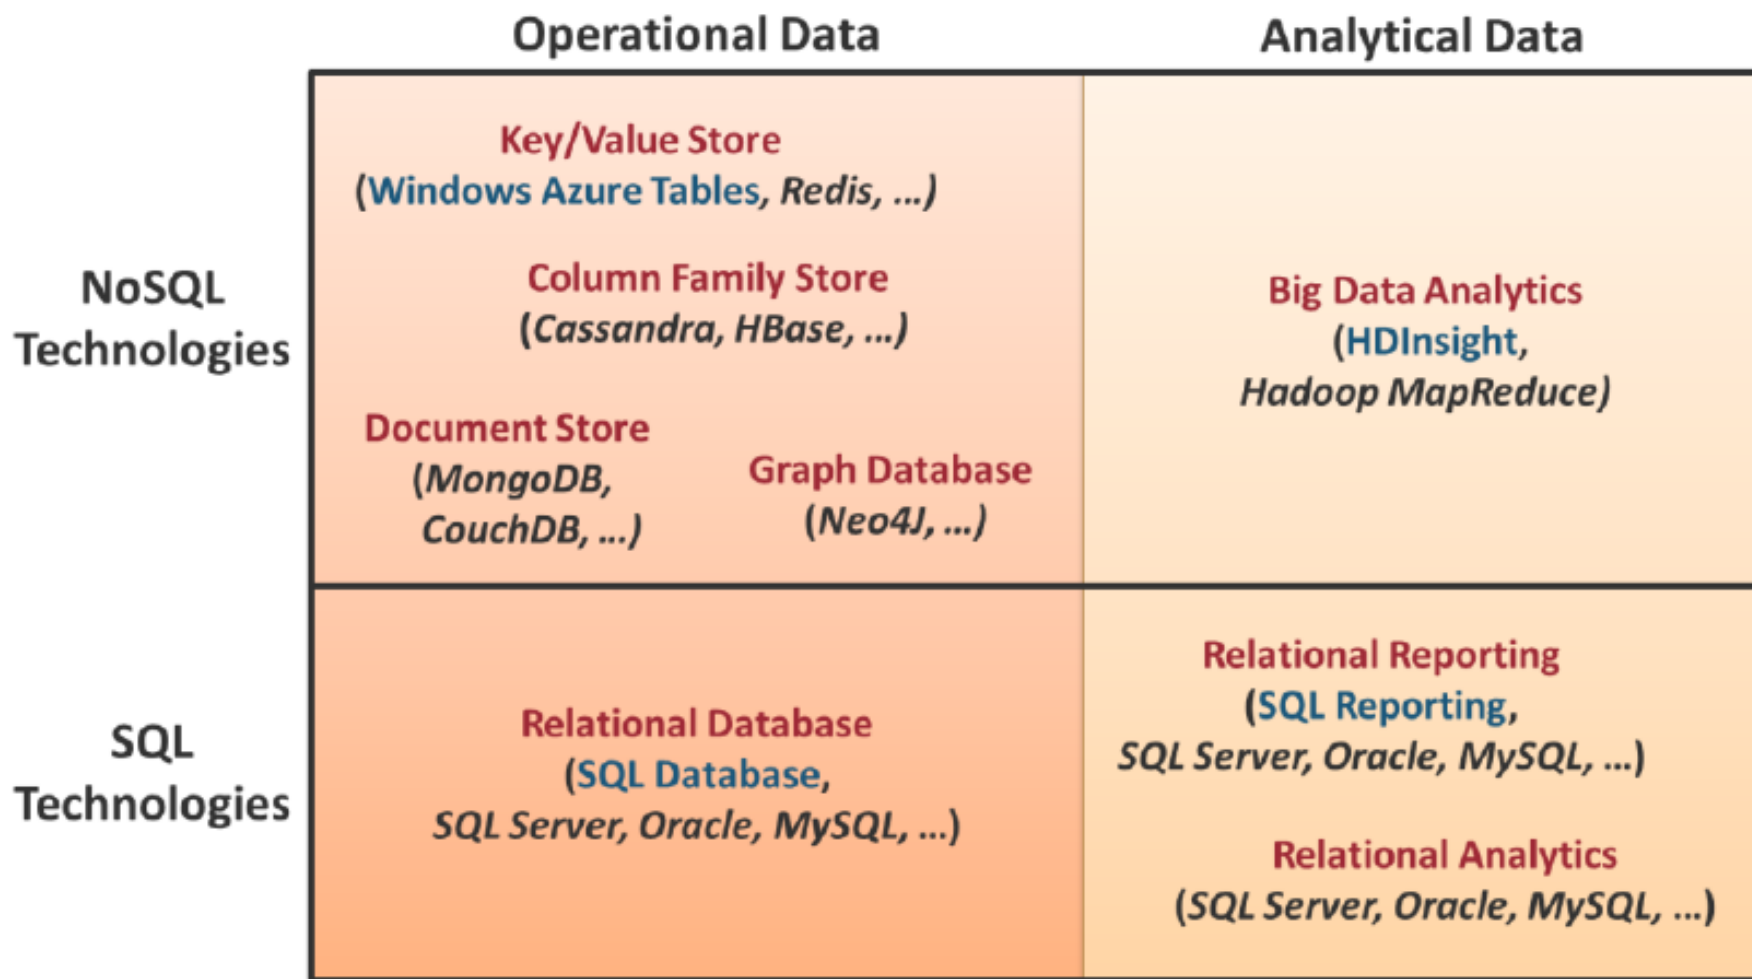 Operational Data
Analytical Data
NoSQL
Technologies
Key/Value Store
(Windows Azure Tables, Redis, ...)
Column Family Store
(Cassandra, HBase, ...)
Document Store
(MongoDB,
CouchDB, ...)
Graph Database
(Neo4J, ...)
Big Data Analytics
(HDInsight,
Hadoop MapReduce)
SQL
Technologies
Relational Database
(SQL Database,
SQL Server, Oracle, MySQL, ...)
Relational Reporting
(SQL Reporting,
SQL Server, Oracle, MySQL, ...)
Relational Analytics
(SQL Server, Oracle, MySQL, ...)